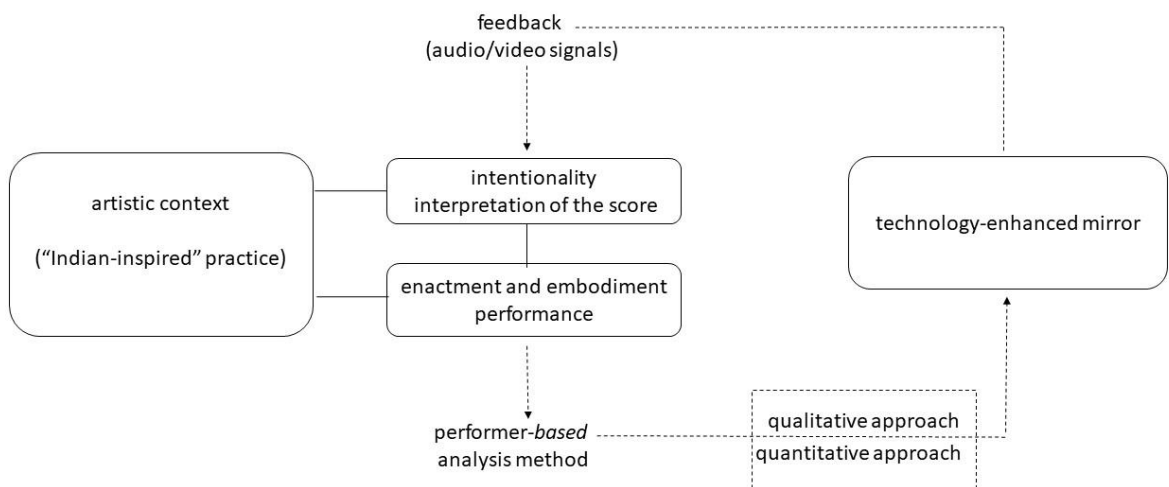 feedback
(audio/video signals)
artistic context
(“Indian-inspired” practice)
intentionality
interpretation of the score
enactment and embodiment
performance
technology-enhanced mirror
performer-based
analysis method
qualitative approach
quantitative approach